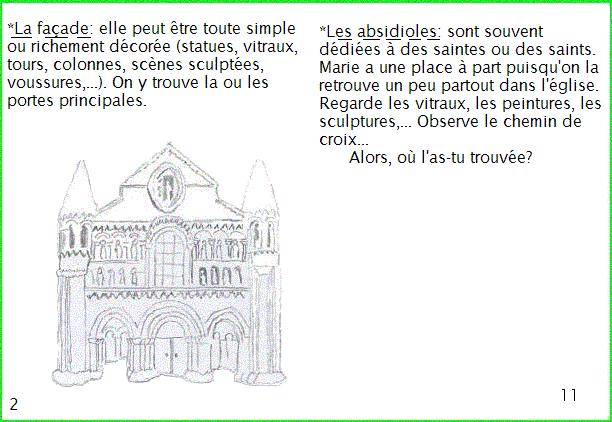 *La façade: elle peut être toute simple
ou richement décorée (statues, vitraux,
tours, colonnes, scènes sculptées,
voussures,...). On y trouve la ou les
portes principales.
2
*Les absidioles: sont souvent
dédiées à des saintes ou des saints.
Marie a une place à part puisqu'on la
retrouve un peu partout dans l'église.
Regarde les vitraux, les peintures, les
sculptures,... Observe le chemin de
croix...
Alors, où l'as-tu trouvée?
11